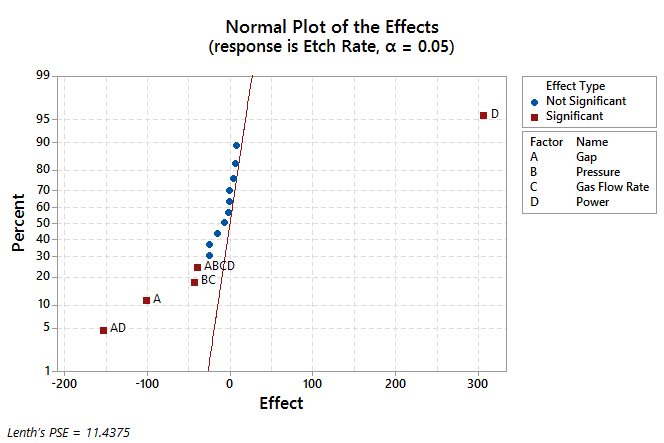 Normal Plot of the Effects
(response is Etch Rate, α = 0.05)
99
95
90
80
70
60
50
40
30
20
10
5
1
Percent
D
ABCD
BC
A
AD
-200 -100 0 100 200 300
Effect
Effect Type
Not Significant
Significant
Factor Name
A Gap
B Pressure
C Gas Flow Rate
D Power
Lenth's PSE = 11.4375